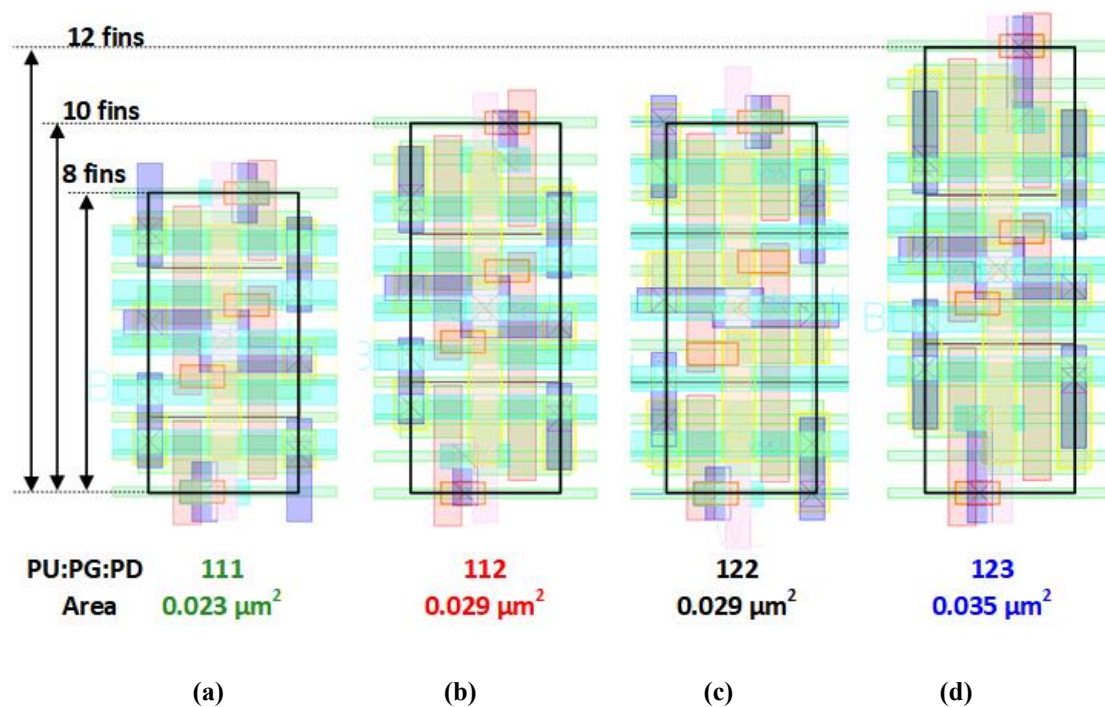 12 fins
10 fins
8 fins
PU:PG:PD 111 112 122 123
Area 0.023 µm² 0.029 µm² 0.029 µm² 0.035 µm²
(a) (b) (c) (d)